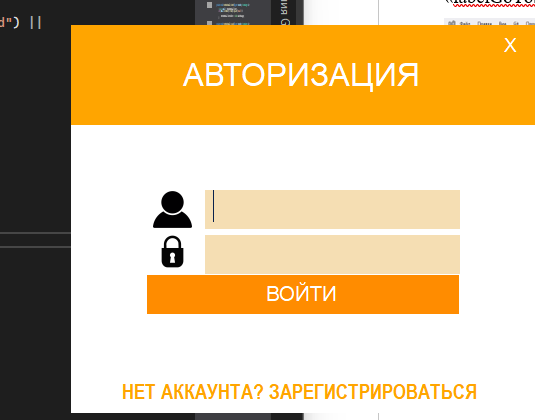 d") ||
X
АВТОРИЗАЦИЯ
ВОЙТИ
НЕТ АККАУНТА? ЗАРЕГИСТРИРОВАТЬСЯ